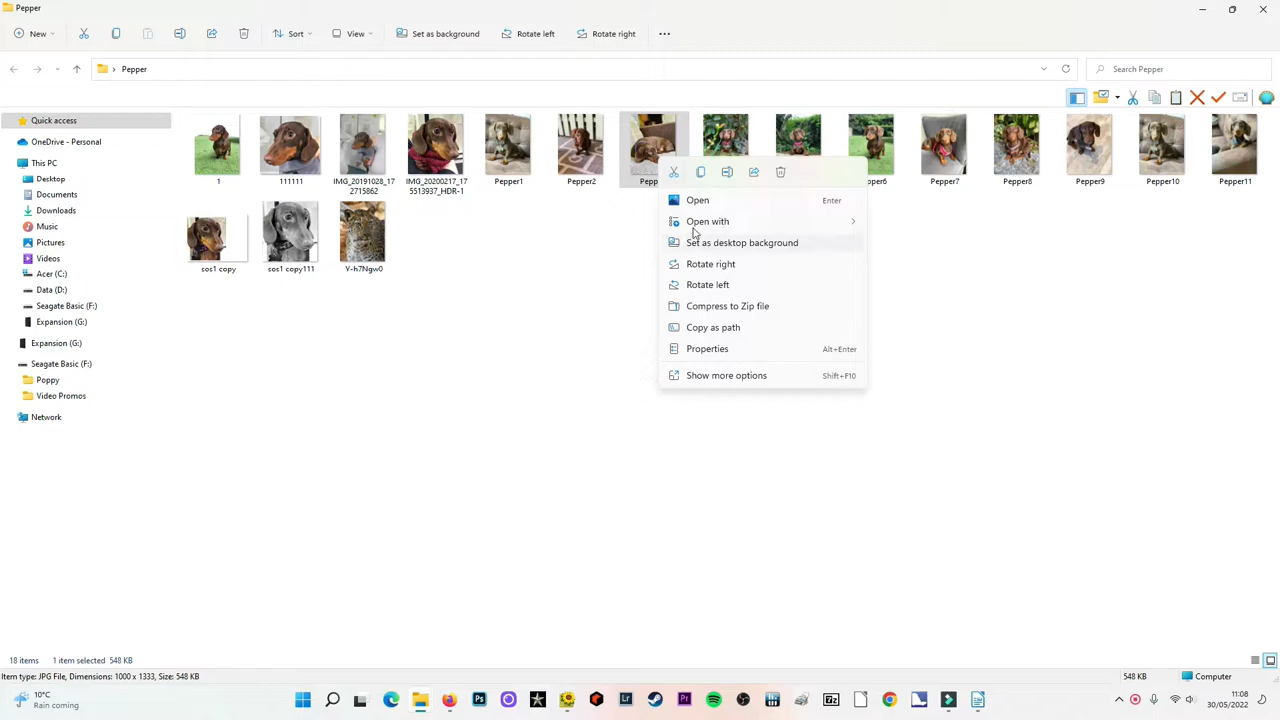 Pepper
New
Sort
View
Set as background
Rotate left
Rotate right
Pepper
Search Pepper
Quick access
OneDrive - Personal
This PC
Desktop
Documents
Downloads
Music
Pictures
Videos
Acer (C:)
Data (D:)
Seagate Basic (F:)
Expansion (G:)
Expansion (G:)
Seagate Basic (F:)
Poppy
Video Promos
Network
1
111111
IMG_20191028_17
2715862
IMG_20200217_17
5513937_HDR-1
Pepper1
Pepper2
Pepper7
Pepper8
Pepper9
Pepper10
Pepper11
sos1 copy
sos1 copy111
Y-h7Ngw0
Open Enter
Open with
Set as desktop background
Rotate right
Rotate left
Compress to Zip file
Copy as path
Properties Alt+Enter
Show more options Shift+F10
18 items 1 item selected 548 KB
Item type: JPG File, Dimensions: 1000 x 1333, Size: 548 KB
548 KB
Computer
10°C
Rain coming
11:08
30/05/2022